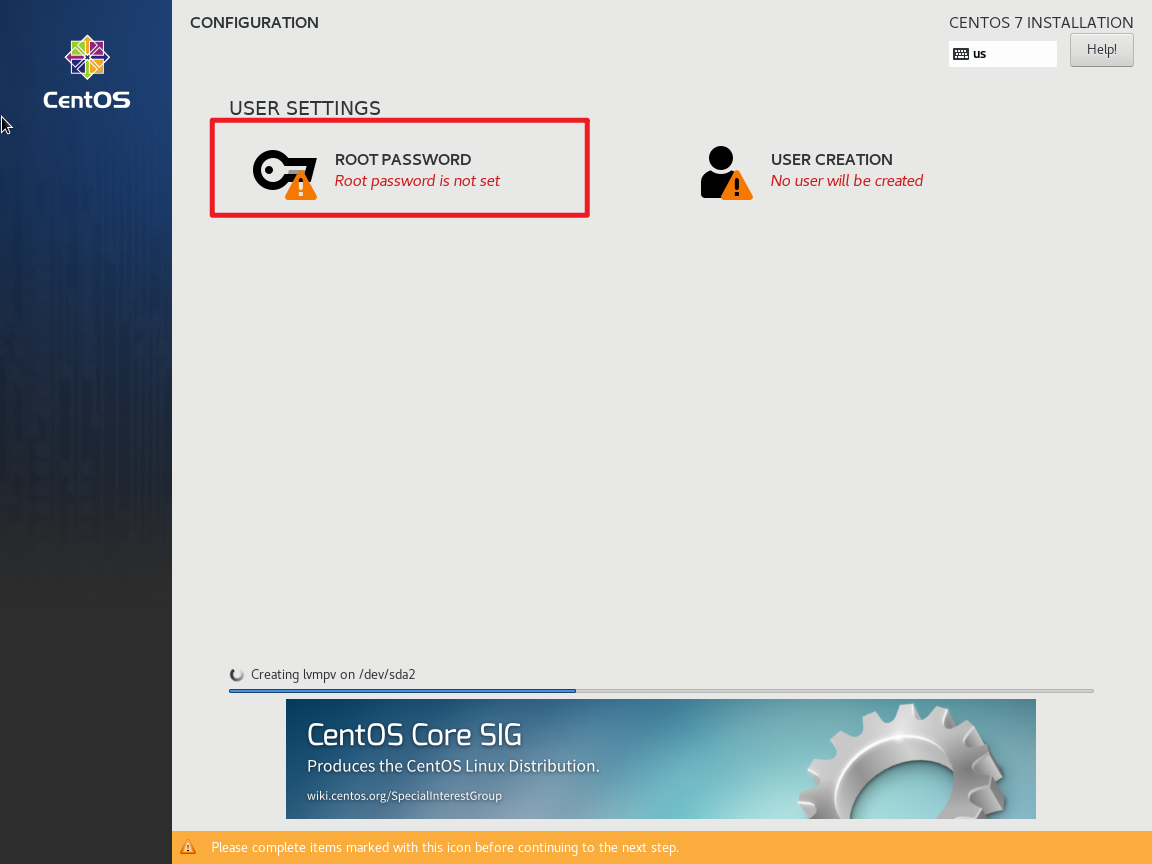 CONFIGURATION
CENTOS 7 INSTALLATION
us
Help!
CentOS
USER SETTINGS
ROOT PASSWORD
Root password is not set
USER CREATION
No user will be created
Creating lvmpv on /dev/sda2
CentOS Core SIG
Produces the CentOS Linux Distribution.
wiki.centos.org/SpecialInterestGroup
Please complete items marked with this icon before continuing to the next step.